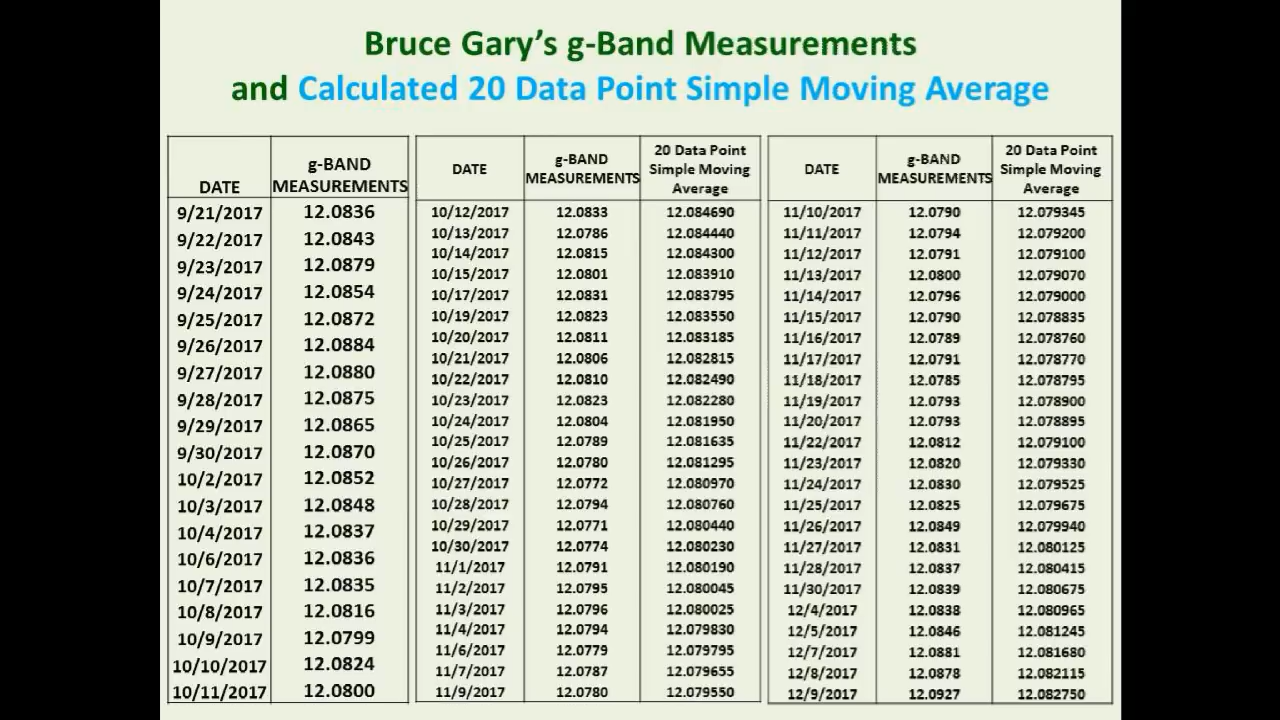 Bruce Gary's g-Band Measurements
and Calculated 20 Data Point Simple Moving Average
DATE g-BAND MEASUREMENTS
9/21/2017 12.0836
9/22/2017 12.0843
9/23/2017 12.0879
9/24/2017 12.0854
9/25/2017 12.0872
9/26/2017 12.0884
9/27/2017 12.0880
9/28/2017 12.0875
9/29/2017 12.0865
9/30/2017 12.0870
10/2/2017 12.0852
10/3/2017 12.0848
10/4/2017 12.0837
10/6/2017 12.0836
10/7/2017 12.0835
10/8/2017 12.0816
10/9/2017 12.0799
10/10/2017 12.0824
10/11/2017 12.0800
DATE g-BAND MEASUREMENTS 20 Data Point Simple Moving Average
10/12/2017 12.0833 12.084690
10/13/2017 12.0786 12.084440
10/14/2017 12.0815 12.084300
10/15/2017 12.0801 12.083910
10/17/2017 12.0831 12.083795
10/19/2017 12.0823 12.083550
10/20/2017 12.0811 12.083185
10/21/2017 12.0806 12.082815
10/22/2017 12.0810 12.082490
10/23/2017 12.0823 12.082280
10/24/2017 12.0804 12.081950
10/25/2017 12.0789 12.081635
10/26/2017 12.0780 12.081295
10/27/2017 12.0772 12.080970
10/28/2017 12.0794 12.080760
10/29/2017 12.0771 12.080440
10/30/2017 12.0774 12.080230
11/1/2017 12.0791 12.080190
11/2/2017 12.0795 12.080045
11/3/2017 12.0796 12.080025
11/4/2017 12.0794 12.079830
11/6/2017 12.0779 12.079795
11/7/2017 12.0787 12.079655
11/9/2017 12.0780 12.079550
DATE g-BAND MEASUREMENTS 20 Data Point Simple Moving Average
11/10/2017 12.0790 12.079345
11/11/2017 12.0794 12.079200
11/12/2017 12.0791 12.079100
11/13/2017 12.0800 12.079070
11/14/2017 12.0796 12.079000
11/15/2017 12.0790 12.078835
11/16/2017 12.0789 12.078760
11/17/2017 12.0791 12.078770
11/18/2017 12.0785 12.078795
11/19/2017 12.0793 12.078900
11/20/2017 12.0793 12.078895
11/22/2017 12.0812 12.079100
11/23/2017 12.0820 12.079330
11/24/2017 12.0830 12.079525
11/25/2017 12.0825 12.079675
11/26/2017 12.0849 12.079940
11/27/2017 12.0831 12.080125
11/28/2017 12.0837 12.080415
11/30/2017 12.0839 12.080675
12/4/2017 12.0838 12.080965
12/5/2017 12.0846 12.081245
12/7/2017 12.0881 12.081680
12/8/2017 12.0878 12.082115
12/9/2017 12.0927 12.082750